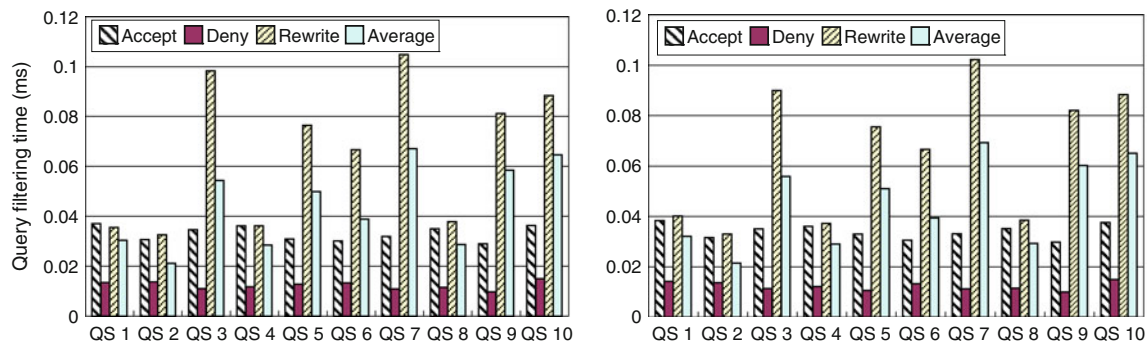 Query filtering time (ms)
0.12
0.1
0.08
0.06
0.04
0.02
0
Accept Deny Rewrite Average
QS 1 QS 2 QS 3 QS 4 QS 5 QS 6 QS 7 QS 8 QS 9 QS 10
0.12
0.1
0.08
0.06
0.04
0.02
0
Accept Deny Rewrite Average
QS 1 QS 2 QS 3 QS 4 QS 5 QS 6 QS 7 QS 8 QS 9 QS 10